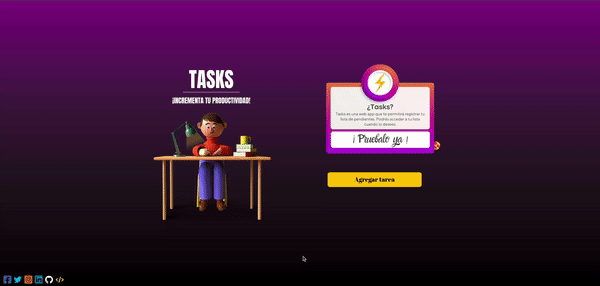 TASKS
¡INCREMENTA TU PRODUCTIVIDAD!
¿Tasks?
Tasks es una web app que te permitirá registrar tu
lista de pendientes. Podrás acceder a tu lista
cuando lo desees.
¡ Pruebalo ya !
Agregar tarea